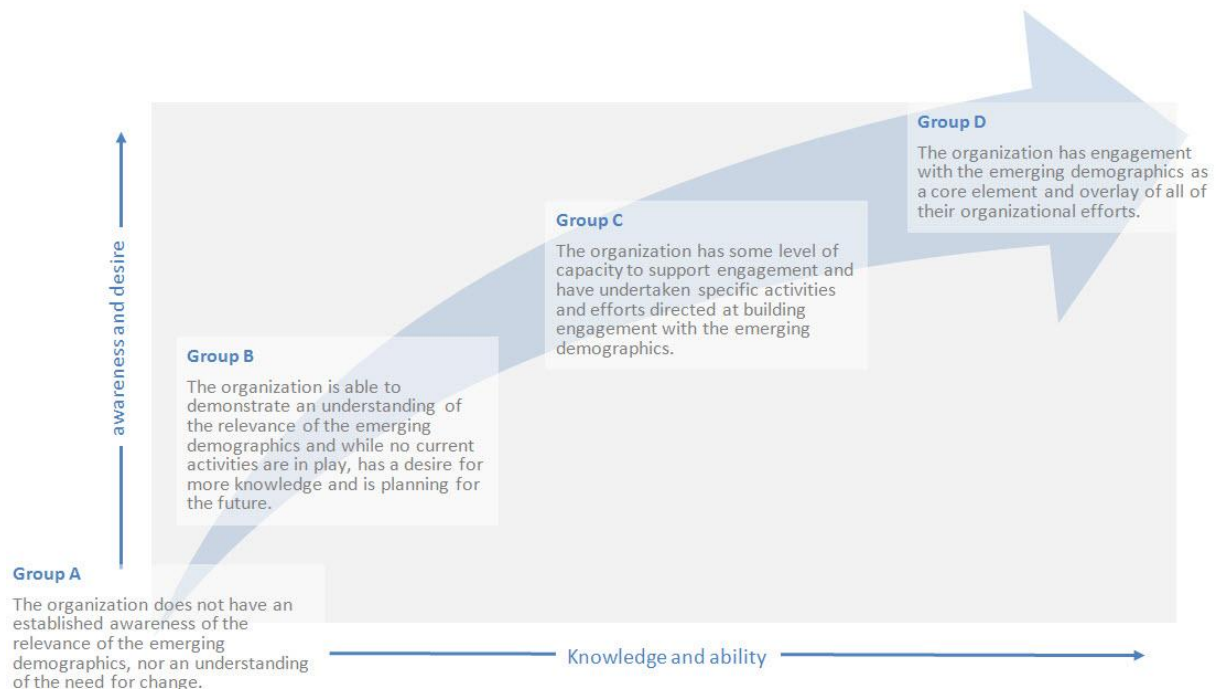 Group D
The organization has engagement
with the emerging demographics as
a core element and overlay of all of
their organizational efforts.
Group C
The organization has some level of
capacity to support engagement and
have undertaken specific activities
and efforts directed at building
engagement with the emerging
demographics.
awareness and desire
Group B
The organization is able to
demonstrate an understanding of
the relevance of the emerging
demographics and while no current
activities are in play, has a desire for
more knowledge and is planning for
the future.
Group A
The organization does not have an
established awareness of the
relevance of the emerging
demographics, nor an understanding
of the need for change.
Knowledge and ability